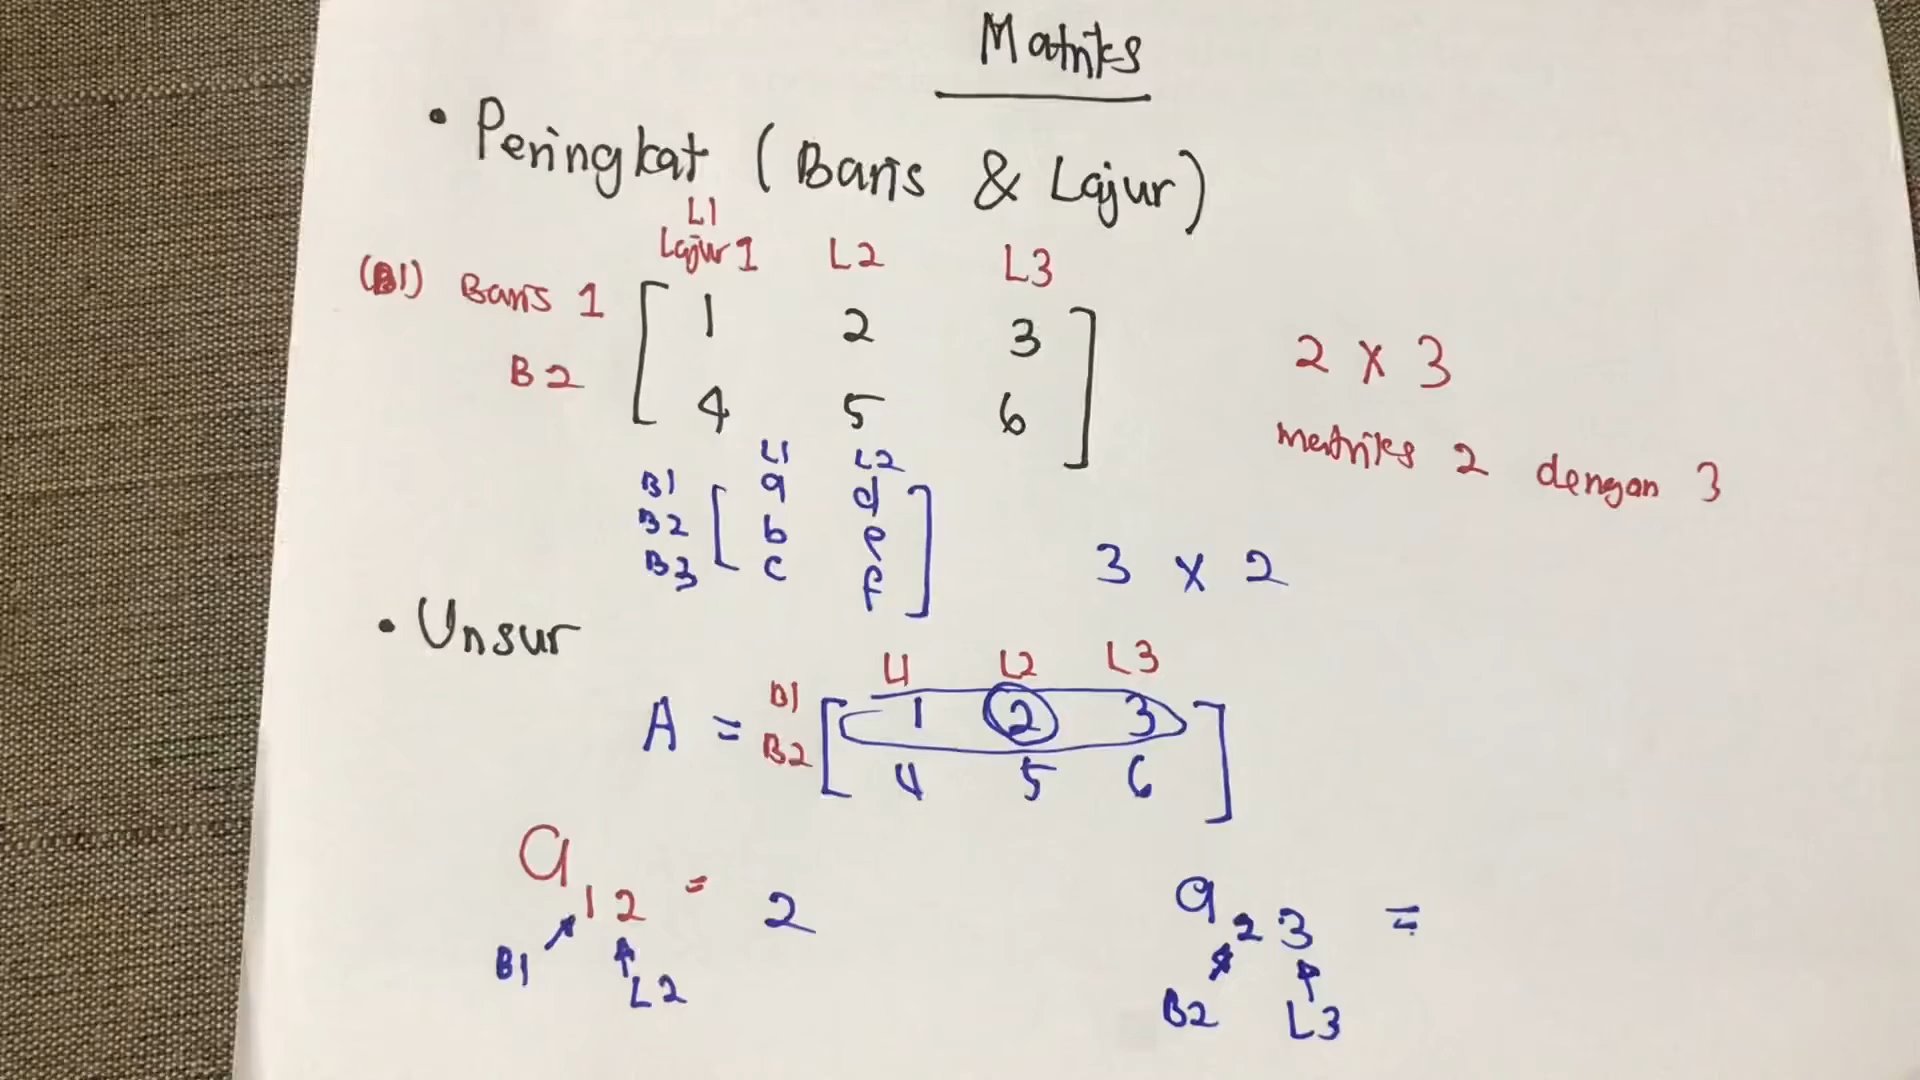 Matriks
• Peringkat (Baris & Lajur)
L1
Lajur 1 L2 L3
(B1) Baris 1 [ 1 2 3 ]
B2 [ 4 5 6 ]
2 x 3
matriks 2 dengan 3
L1 L2
B1 [ a d ]
B2 [ b e ]
B3 [ c f ]
3 x 2
• Unsur
L1 L2 L3
A = B1 [ 1 2 3 ]
B2 [ 4 5 6 ]
a12 = 2
B1 L2
a23 =
B2 L3